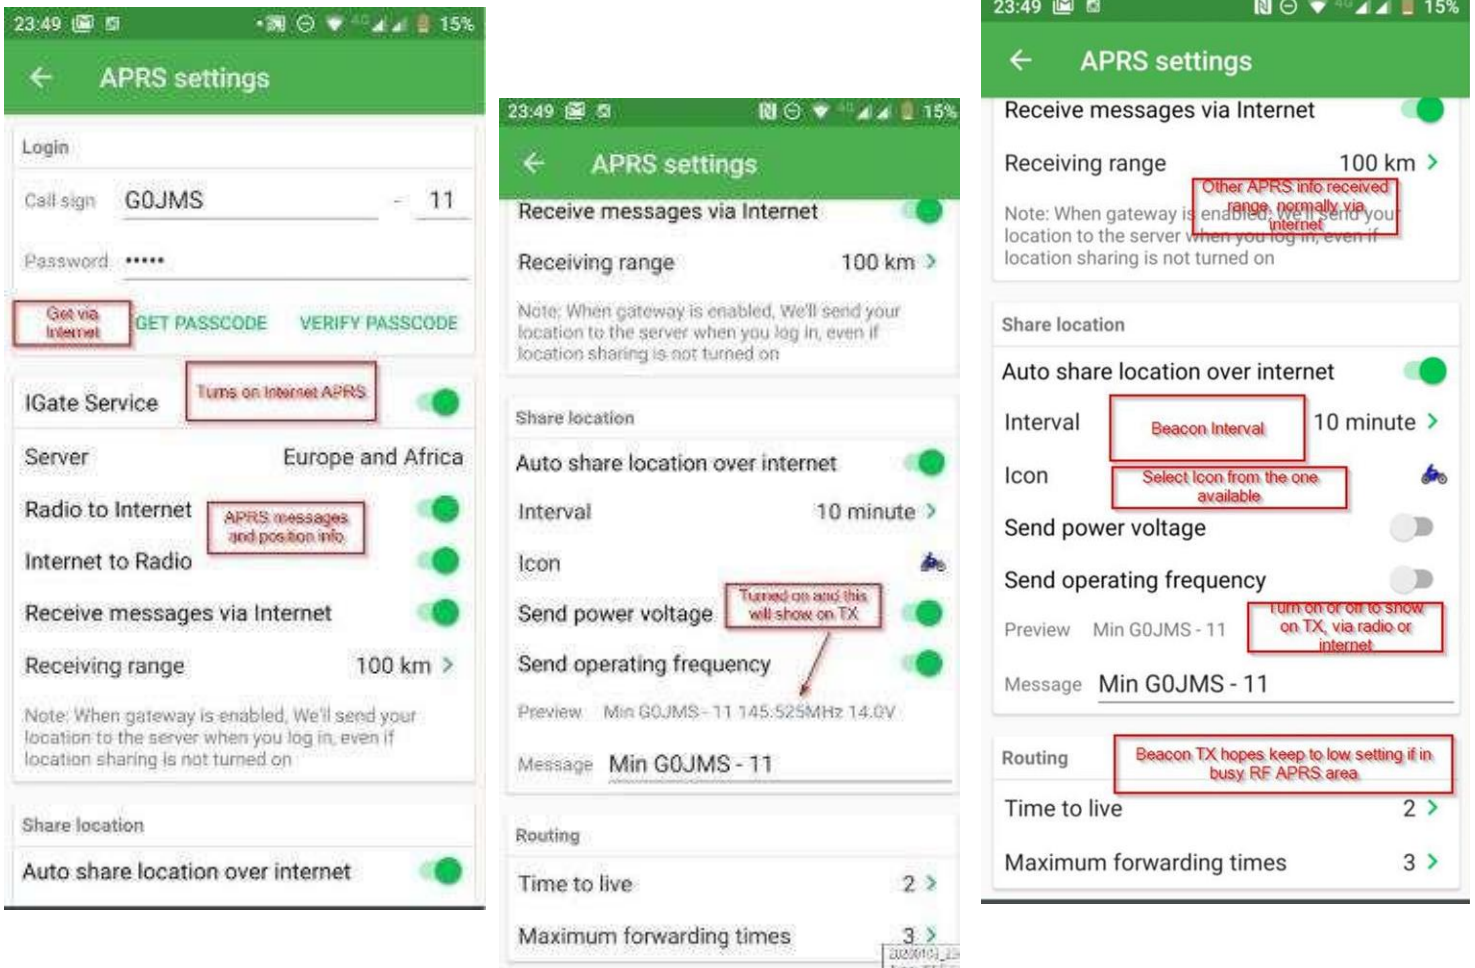 23:49
4G
15%
APRS settings
Login
Call sign G0JMS - 11
Password •••••
Get via
Internet
GET PASSCODE VERIFY PASSCODE
Turns on Internet APRS
IGate Service
Server Europe and Africa
Radio to Internet
APRS messages
and position info
Internet to Radio
Receive messages via Internet
Receiving range 100 km >
Note: When gateway is enabled, We'll send your
location to the server when you log in, even if
location sharing is not turned on
Share location
Auto share location over internet
23:49
4G
15%
APRS settings
Receive messages via Internet
Receiving range 100 km >
Note: When gateway is enabled, We'll send your
location to the server when you log in, even if
location sharing is not turned on
Share location
Auto share location over internet
Interval 10 minute >
Icon
Turned on and this
will show on TX
Send power voltage
Send operating frequency
Preview Min G0JMS - 11 145.525MHz 14.0V
Message Min G0JMS - 11
Routing
Time to live 2 >
Maximum forwarding times 3 >
23:49
4G
15%
APRS settings
Receive messages via Internet
Receiving range 100 km >
Other APRS info received
range, normally via
internet
Note: When gateway is enabled, We'll send your
location to the server when you log in, even if
location sharing is not turned on
Share location
Auto share location over internet
Interval 10 minute >
Beacon Interval
Icon
Select Icon from the one
available
Send power voltage
Send operating frequency
Turn on or off to show
on TX, via radio or
internet
Preview Min G0JMS - 11
Message Min G0JMS - 11
Routing
Beacon TX hopes keep to low setting if in
busy RF APRS area
Time to live 2 >
Maximum forwarding times 3 >